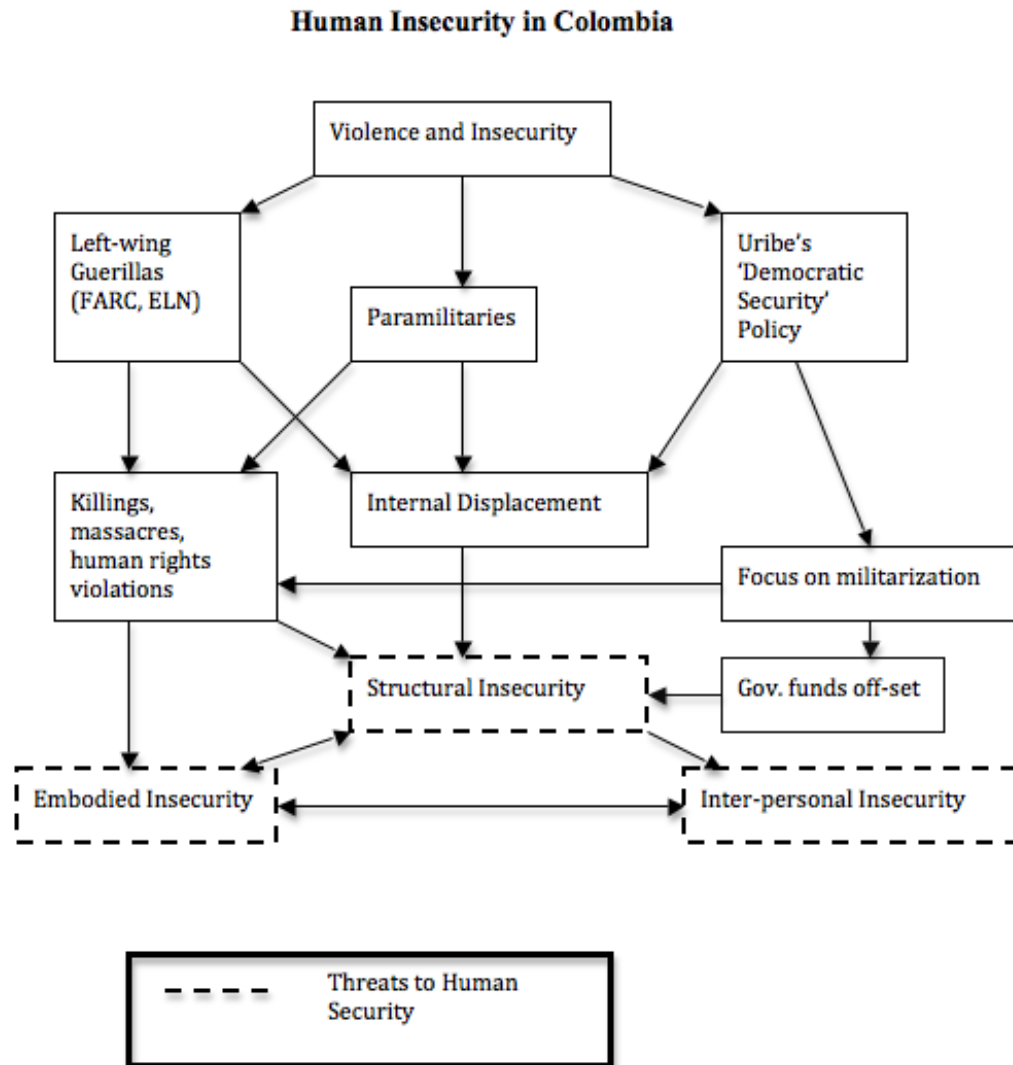 Human Insecurity in Colombia
Violence and Insecurity
Left-wing
Guerillas
(FARC, ELN)
Paramilitaries
Uribe's
'Democratic
Security'
Policy
Killings,
massacres,
human rights
violations
Internal Displacement
Focus on militarization
Structural Insecurity
Gov. funds off-set
Embodied Insecurity
Inter-personal Insecurity
Threats to Human
Security